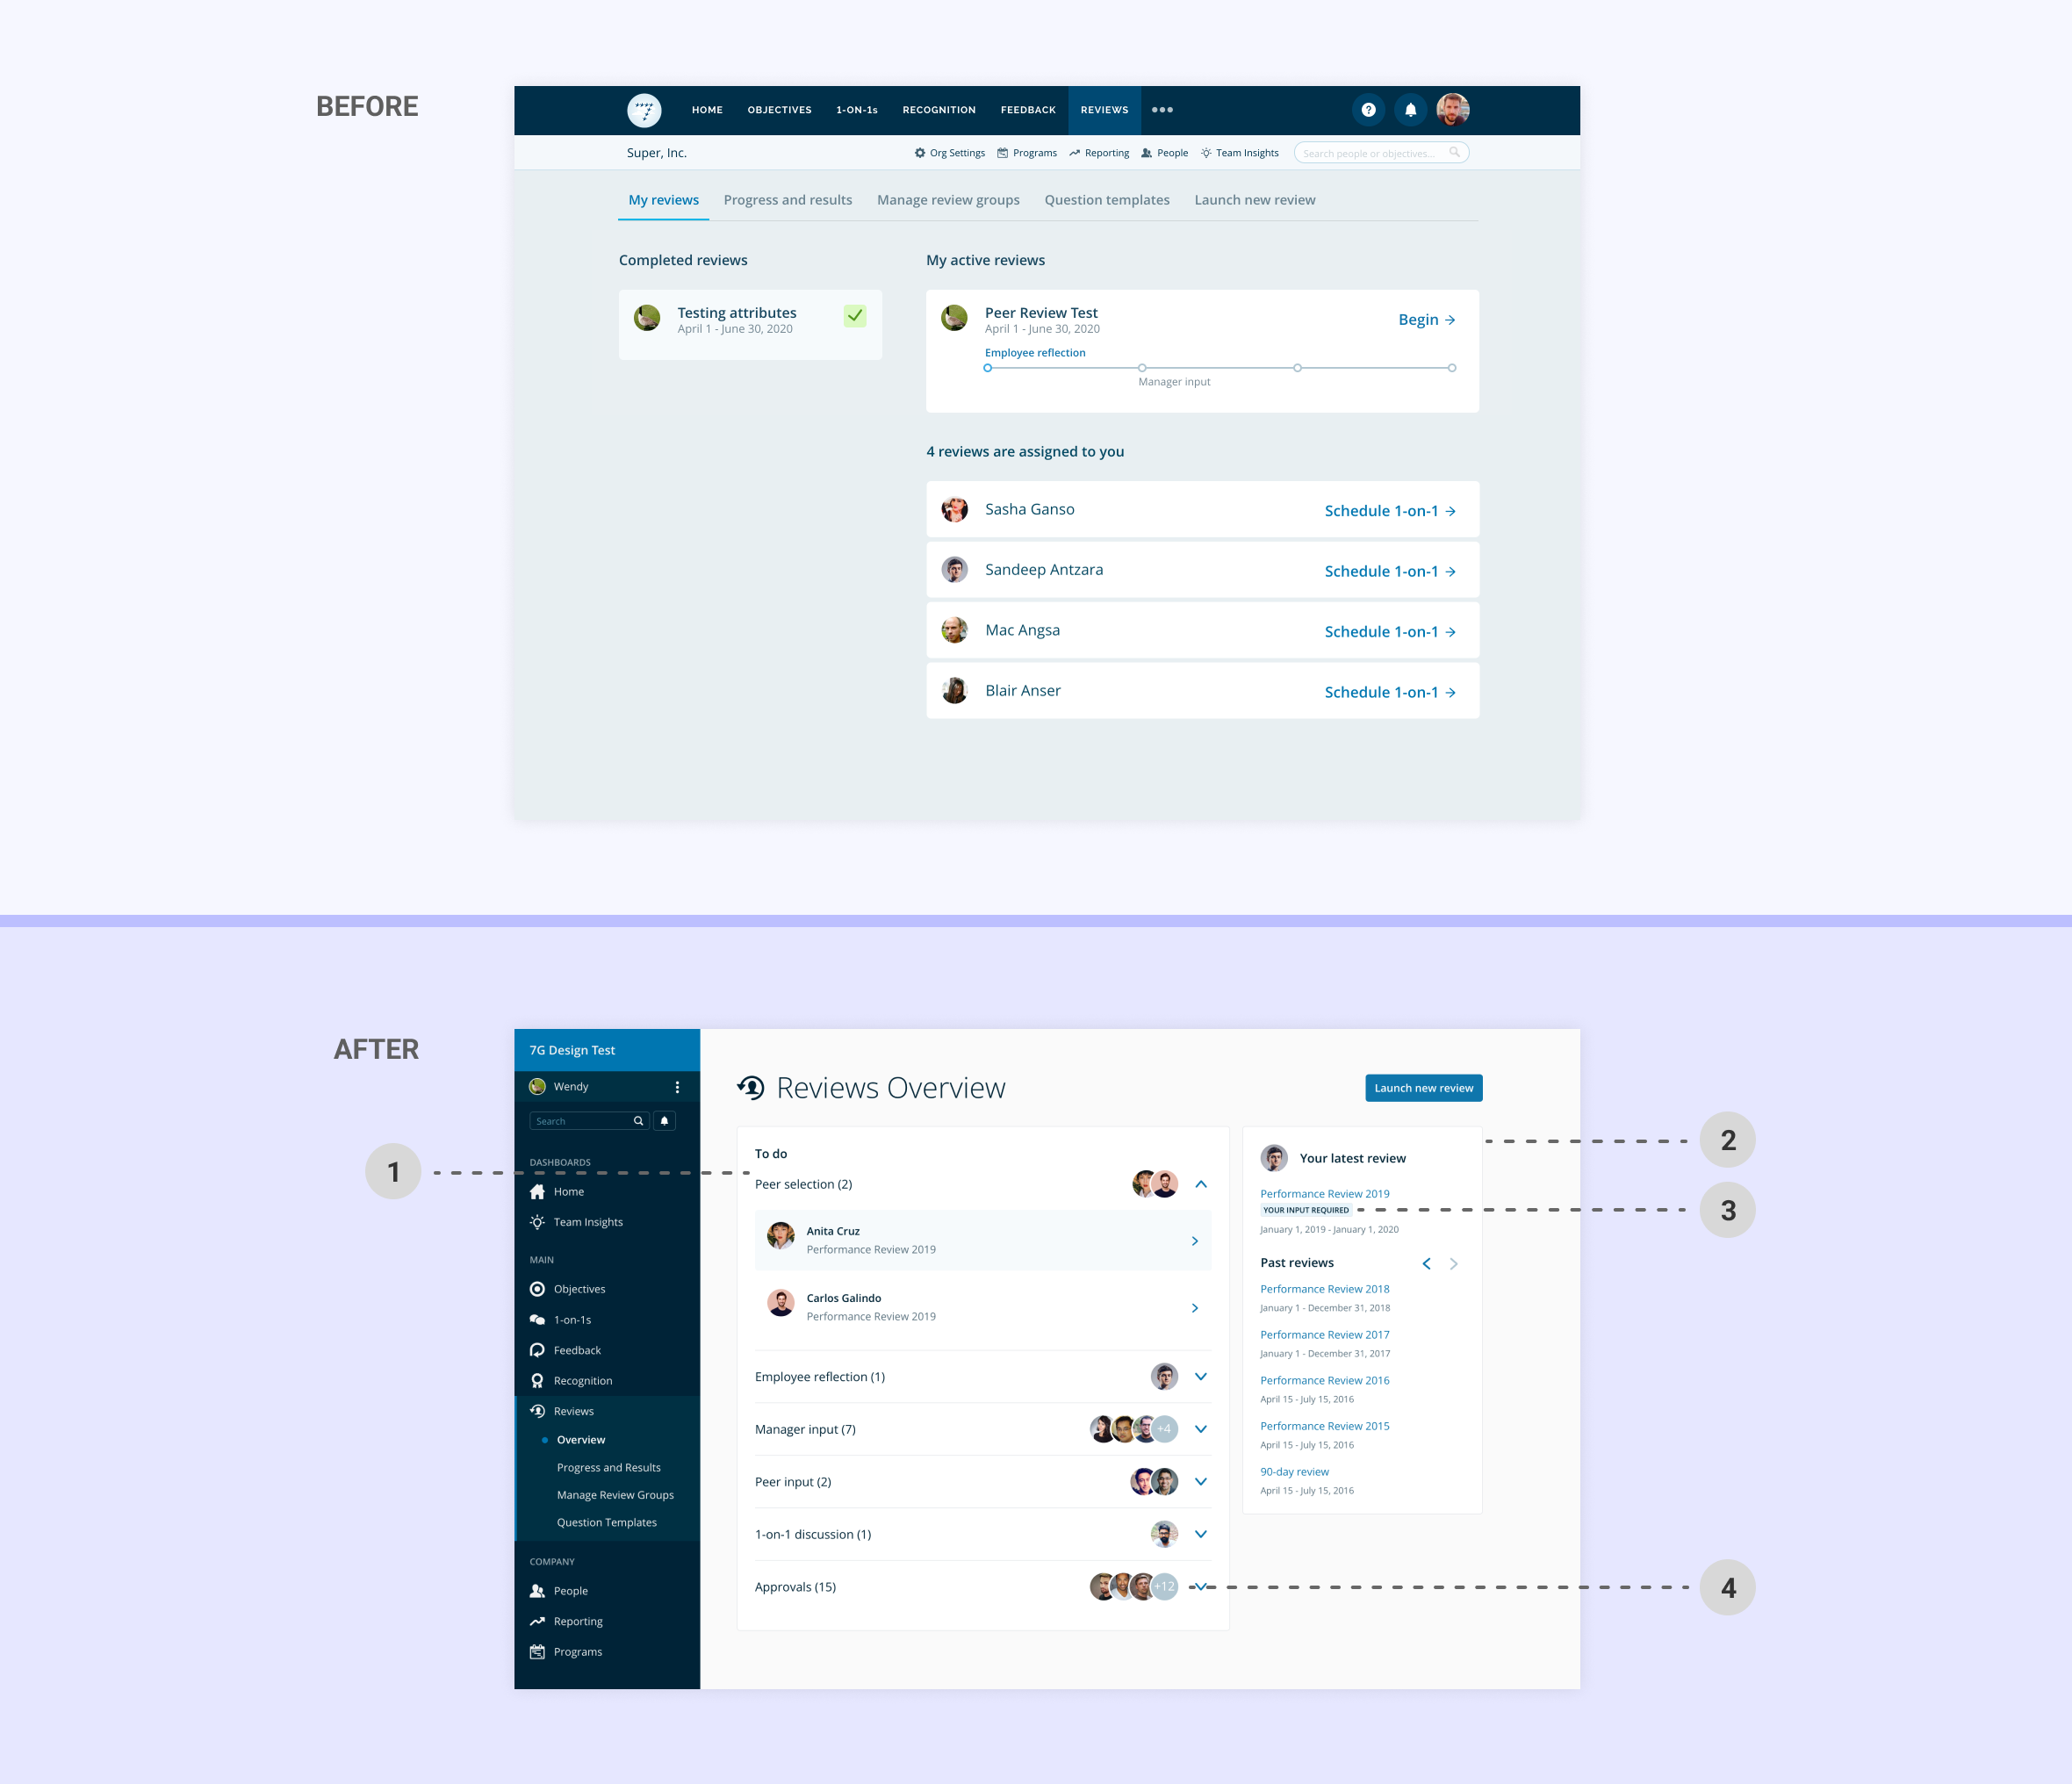 BEFORE
HOME OBJECTIVES 1-ON-1s RECOGNITION FEEDBACK REVIEWS
Super, Inc. Org Settings Programs Reporting People Team Insights Search people or objectives...
My reviews Progress and results Manage review groups Question templates Launch new review
Completed reviews
Testing attributes
April 1 - June 30, 2020
My active reviews
Peer Review Test
April 1 - June 30, 2020
Begin →
Employee reflection
Manager input
4 reviews are assigned to you
Sasha Ganso Schedule 1-on-1 →
Sandeep Antzara Schedule 1-on-1 →
Mac Angsa Schedule 1-on-1 →
Blair Anser Schedule 1-on-1 →
AFTER
7G Design Test
Wendy
Search
DASHBOARDS
Home
Team Insights
MAIN
Objectives
1-on-1s
Feedback
Recognition
Reviews
Overview
Progress and Results
Manage Review Groups
Question Templates
COMPANY
People
Reporting
Programs
Reviews Overview
Launch new review
1
To do
Peer selection (2)
Anita Cruz
Performance Review 2019
Carlos Galindo
Performance Review 2019
Employee reflection (1)
Manager input (7) +4
Peer input (2)
1-on-1 discussion (1)
Approvals (15) +12
Your latest review
Performance Review 2019
YOUR INPUT REQUIRED
January 1, 2019 - January 1, 2020
Past reviews
Performance Review 2018
January 1 - December 31, 2018
Performance Review 2017
January 1 - December 31, 2017
Performance Review 2016
April 15 - July 15, 2016
Performance Review 2015
April 15 - July 15, 2016
90-day review
April 15 - July 15, 2016
2
3
4